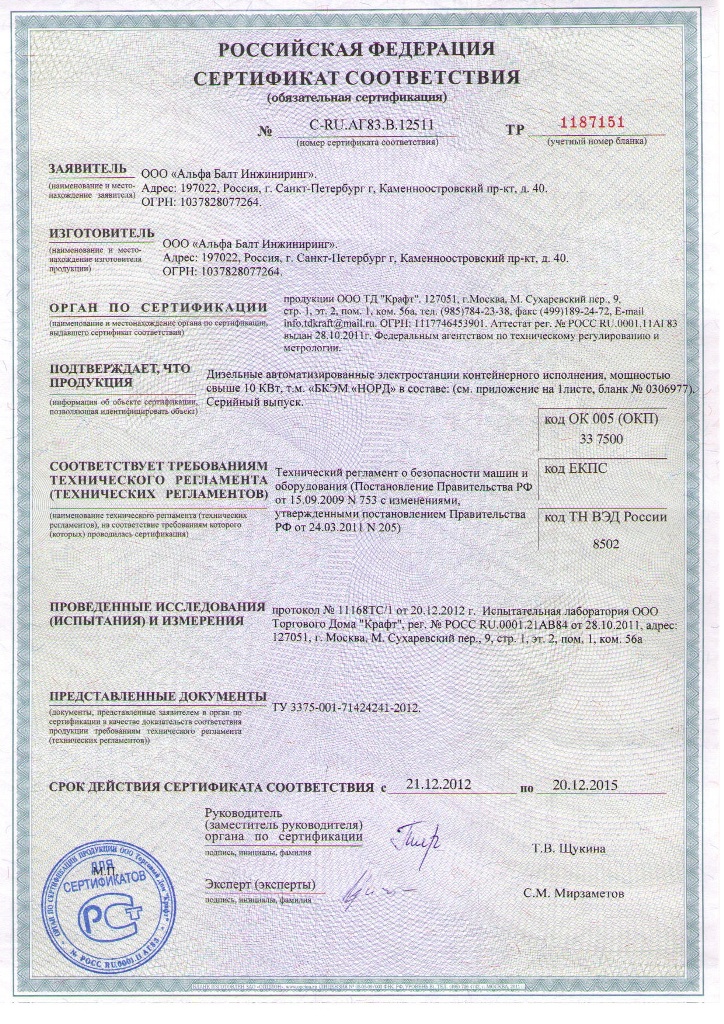 РОССИЙСКАЯ ФЕДЕРАЦИЯ
СЕРТИФИКАТ СООТВЕТСТВИЯ
(обязательная сертификация)
№ C-RU.АГ83.В.12511 ТР 1187151
(номер сертификата соответствия) (учетный номер бланка)
ЗАЯВИТЕЛЬ
(наименование и место-
нахождение заявителя)
ООО «Альфа Балт Инжиниринг».
Адрес: 197022, Россия, г. Санкт-Петербург г, Каменноостровский пр-кт, д. 40.
ОГРН: 1037828077264.
ИЗГОТОВИТЕЛЬ
(наименование и место-
нахождение изготовителя
продукции)
ООО «Альфа Балт Инжиниринг».
Адрес: 197022, Россия, г. Санкт-Петербург г, Каменноостровский пр-кт, д. 40.
ОГРН: 1037828077264.
ОРГАН ПО СЕРТИФИКАЦИИ
(наименование и местонахождение органа по сертификации,
выдавшего сертификат соответствия)
продукции ООО ТД "Крафт", 127051, г.Москва, М. Сухаревский пер., 9,
стр. 1, эт. 2, пом. 1, ком. 56а, тел. (985)784-23-38, факс (499)189-24-72, E-mail
info.tdkraft@mail.ru. ОГРН: 1117746453901. Аттестат рег. № РОСС RU.0001.11АГ83
выдан 28.10.2011г. Федеральным агентством по техническому регулированию и
метрологии.
ПОДТВЕРЖДАЕТ, ЧТО
ПРОДУКЦИЯ
(информация об объекте сертификации,
позволяющая идентифицировать объект)
Дизельные автоматизированные электростанции контейнерного исполнения, мощностью
свыше 10 КВт, т.м. «БКЭМ «НОРД» в составе: (см. приложение на 1листе, бланк № 0306977).
Серийный выпуск.
код ОК 005 (ОКП)
33 7500
СООТВЕТСТВУЕТ ТРЕБОВАНИЯМ
ТЕХНИЧЕСКОГО РЕГЛАМЕНТА
(ТЕХНИЧЕСКИХ РЕГЛАМЕНТОВ)
(наименование технического регламента (технических
регламентов), на соответствие требованиям которого
(которых) проводилась сертификация)
Технический регламент о безопасности машин и
оборудования (Постановление Правительства РФ
от 15.09.2009 N 753 с изменениями,
утвержденными постановлением Правительства
РФ от 24.03.2011 N 205)
код ЕКПС
код ТН ВЭД России
8502
ПРОВЕДЕННЫЕ ИССЛЕДОВАНИЯ
(ИСПЫТАНИЯ) И ИЗМЕРЕНИЯ
протокол № 11168ТС/1 от 20.12.2012 г. Испытательная лаборатория ООО
Торгового Дома "Крафт", рег. № РОСС RU.0001.21АВ84 от 28.10.2011, адрес:
127051, г. Москва, М. Сухаревский пер., 9, стр. 1, эт. 2, пом. 1, ком. 56а
ПРЕДСТАВЛЕННЫЕ ДОКУМЕНТЫ
(документы, представленные заявителем в орган по
сертификации в качестве доказательств соответствия
продукции требованиям технического регламента
(технических регламентов))
ТУ 3375-001-71424241-2012.
СРОК ДЕЙСТВИЯ СЕРТИФИКАТА СООТВЕТСТВИЯ с 21.12.2012 по 20.12.2015
Руководитель
(заместитель руководителя)
органа по сертификации
подпись, инициалы, фамилия
Т.В. Щукина
Эксперт (эксперты)
подпись, инициалы, фамилия
С.М. Мирзаметов
М.П.
ОРГАН ПО СЕРТИФИКАЦИИ ПРОДУКЦИИ ООО Торговый Дом "Крафт"
ДЛЯ
СЕРТИФИКАТОВ
№ РОСС RU.0001.11АГ83